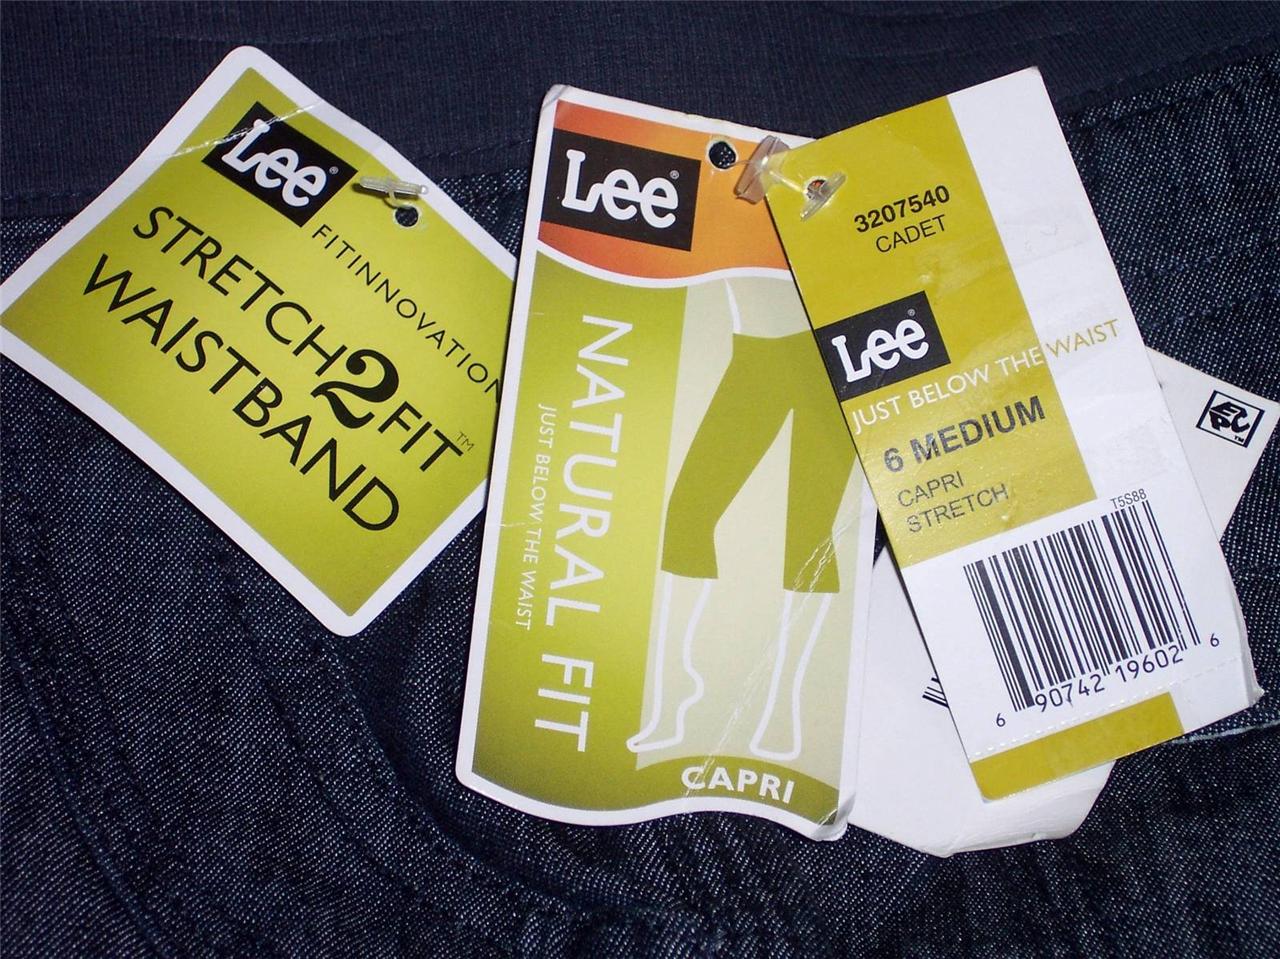 Lee®
FITINNOVATION
STRETCH2FIT™
WAISTBAND
Lee®
NATURAL FIT
JUST BELOW THE WAIST
CAPRI
3207540
CADET
Lee®
JUST BELOW THE WAIST
6 MEDIUM
CAPRI
STRETCH
T5S88
6 90742 19602 6
EPC™